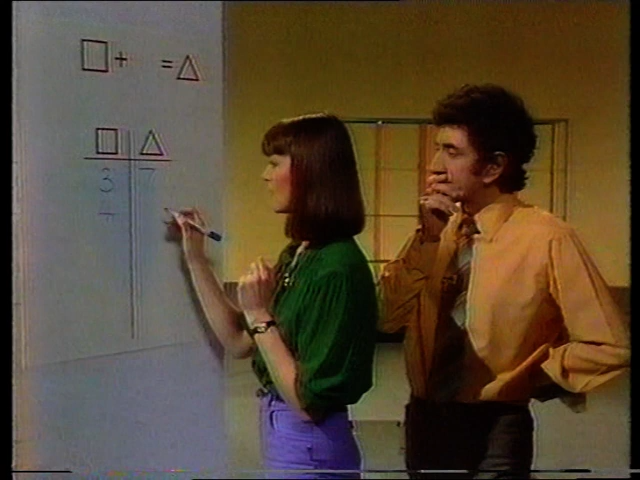 □+ =△
□ △
3 7
4